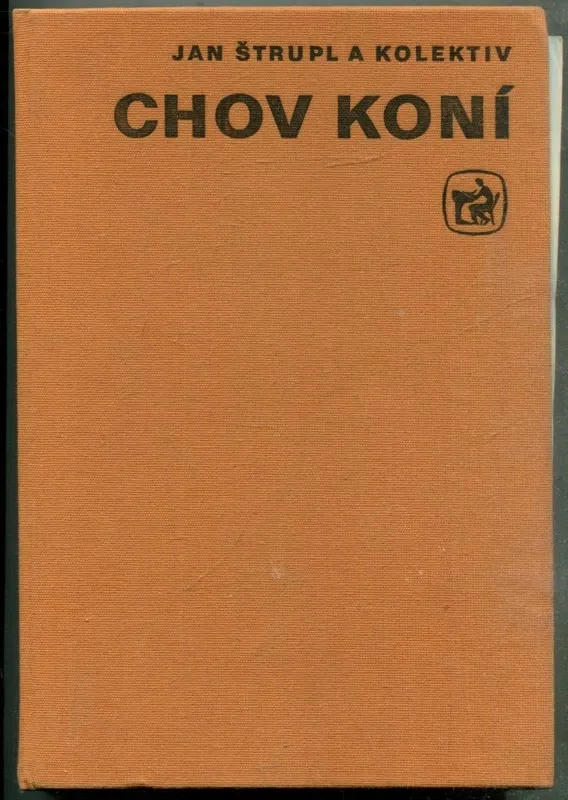 JAN ŠTRUPL A KOLEKTIV
CHOV KONÍ